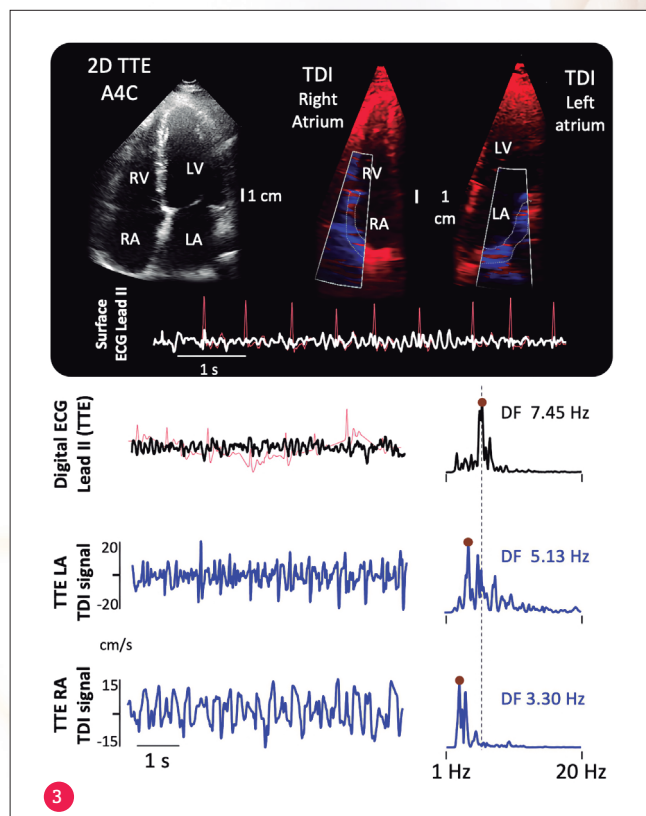 2D TTE
A4C
TDI
Right
Atrium
TDI
Left
atrium
RV
LV
RA
LA
1 cm
RV
RA
1
cm
LV
LA
Surface
ECG Lead II
1 s
Digital ECG
Lead II (TTE)
DF 7.45 Hz
TTE LA
TDI signal
20
-20
DF 5.13 Hz
cm/s
TTE RA
TDI signal
15
-15
DF 3.30 Hz
1 s
1 Hz
20 Hz
3